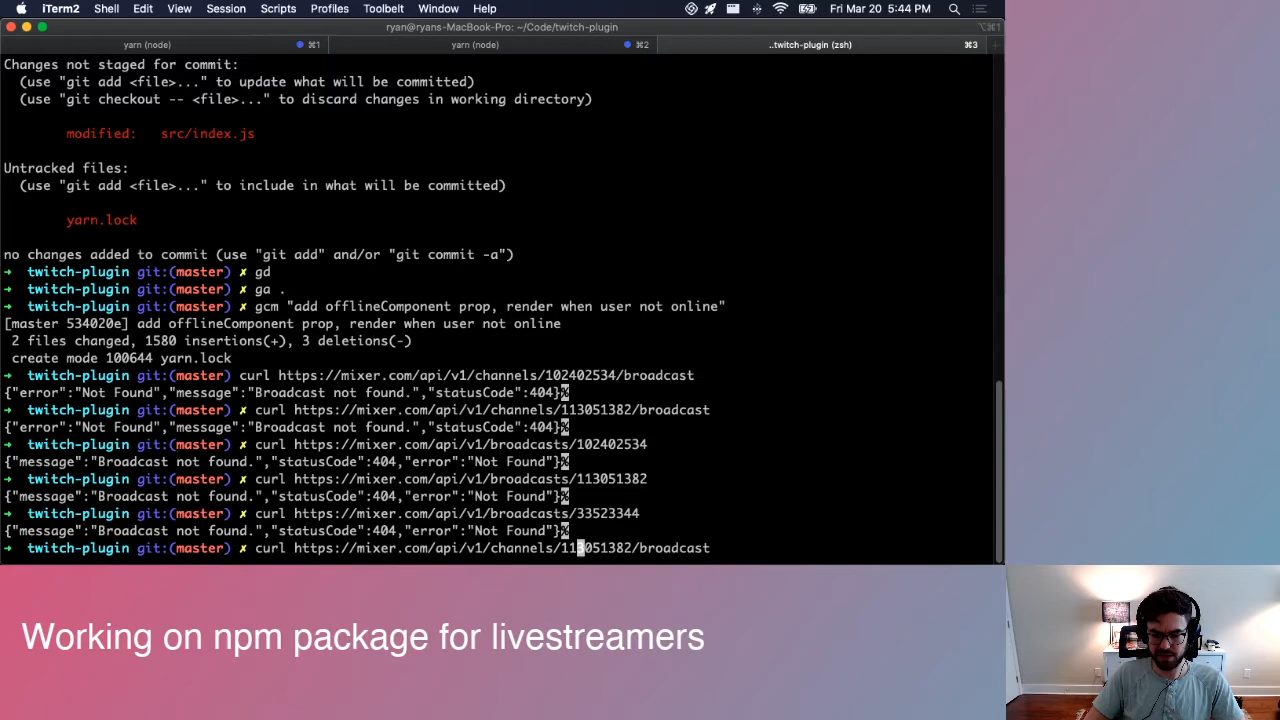 iTerm2 Shell Edit View Session Scripts Profiles Toolbelt Window Help Fri Mar 20 5:44 PM
ryan@ryans-MacBook-Pro: ~/Code/twitch-plugin ⌥⌘1
yarn (node) ⌘1 yarn (node) ⌘2 ..twitch-plugin (zsh) ⌘3
Changes not staged for commit:
(use "git add <file>..." to update what will be committed)
(use "git checkout -- <file>..." to discard changes in working directory)
modified: src/index.js
Untracked files:
(use "git add <file>..." to include in what will be committed)
yarn.lock
no changes added to commit (use "git add" and/or "git commit -a")
➜ twitch-plugin git:(master) ✗ gd
➜ twitch-plugin git:(master) ✗ ga .
➜ twitch-plugin git:(master) ✗ gcm "add offlineComponent prop, render when user not online"
[master 534020e] add offlineComponent prop, render when user not online
2 files changed, 1580 insertions(+), 3 deletions(-)
create mode 100644 yarn.lock
➜ twitch-plugin git:(master) curl https://mixer.com/api/v1/channels/102402534/broadcast
{"error":"Not Found","message":"Broadcast not found.","statusCode":404}%
➜ twitch-plugin git:(master) ✗ curl https://mixer.com/api/v1/channels/113051382/broadcast
{"error":"Not Found","message":"Broadcast not found.","statusCode":404}%
➜ twitch-plugin git:(master) ✗ curl https://mixer.com/api/v1/broadcasts/102402534
{"message":"Broadcast not found.","statusCode":404,"error":"Not Found"}%
➜ twitch-plugin git:(master) ✗ curl https://mixer.com/api/v1/broadcasts/113051382
{"message":"Broadcast not found.","statusCode":404,"error":"Not Found"}%
➜ twitch-plugin git:(master) ✗ curl https://mixer.com/api/v1/broadcasts/33523344
{"message":"Broadcast not found.","statusCode":404,"error":"Not Found"}%
➜ twitch-plugin git:(master) ✗ curl https://mixer.com/api/v1/channels/113051382/broadcast
Working on npm package for livestreamers